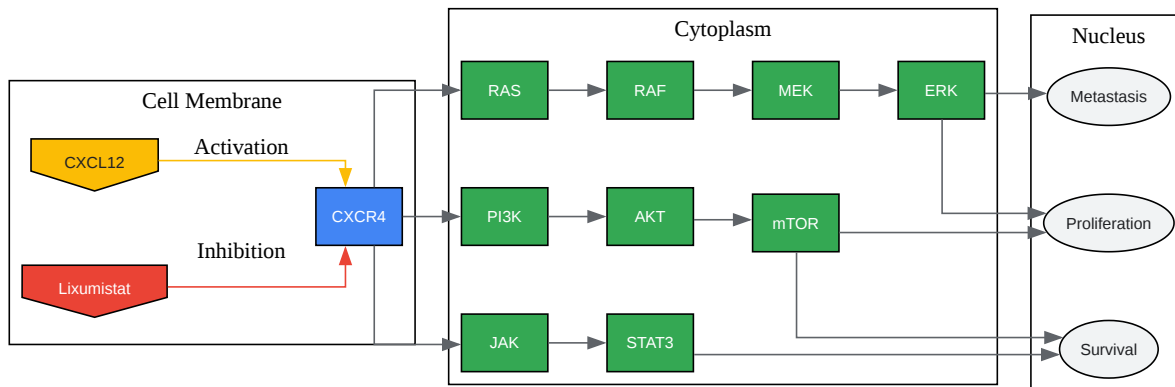 Cell Membrane
CXCL12
Activation
CXCR4
Inhibition
Lixumistat
Cytoplasm
RAS
RAF
MEK
ERK
PI3K
AKT
mTOR
JAK
STAT3
Nucleus
Metastasis
Proliferation
Survival